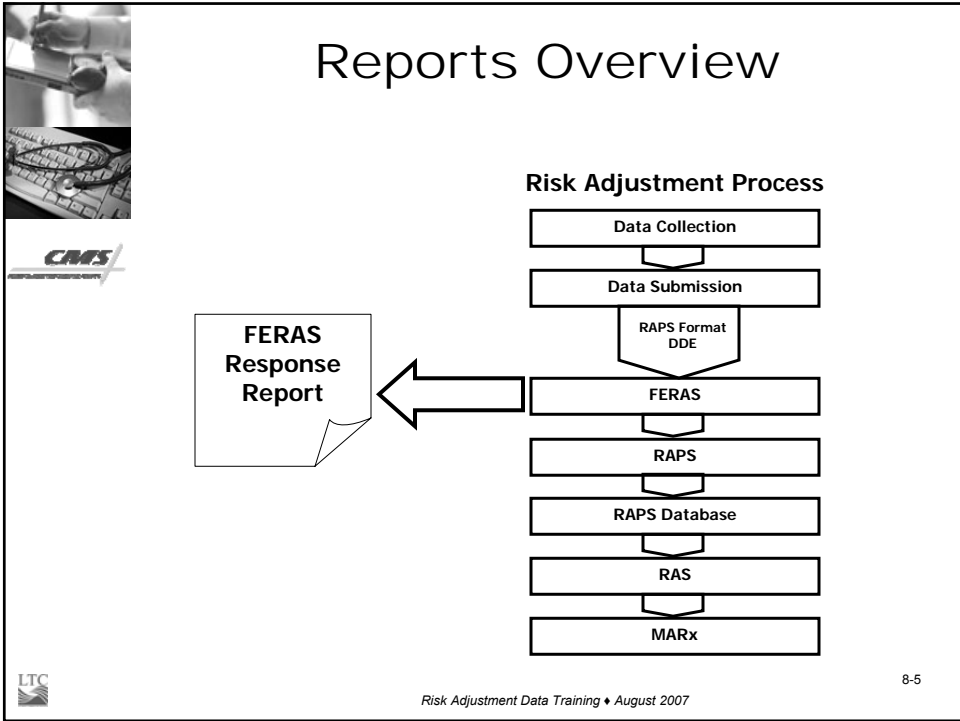 Reports Overview
Risk Adjustment Process
Data Collection
Data Submission
RAPS Format
DDE
FERAS
Response
Report
FERAS
RAPS
RAPS Database
RAS
MARx
CMS
LTC
Risk Adjustment Data Training ♦ August 2007
8-5